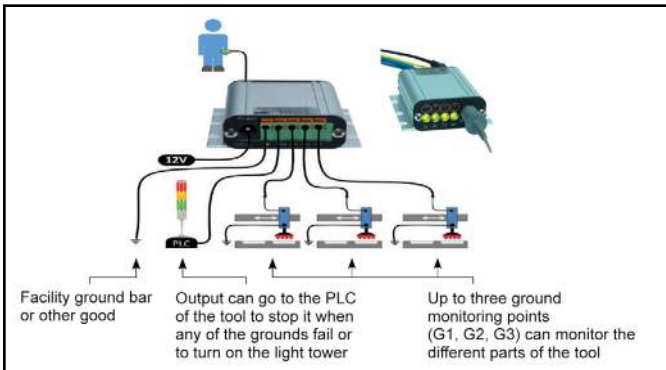 12V
PLC
Facility ground bar
or other good
Output can go to the PLC
of the tool to stop it when
any of the grounds fail or
to turn on the light tower
Up to three ground
monitoring points
(G1, G2, G3) can monitor the
different parts of the tool